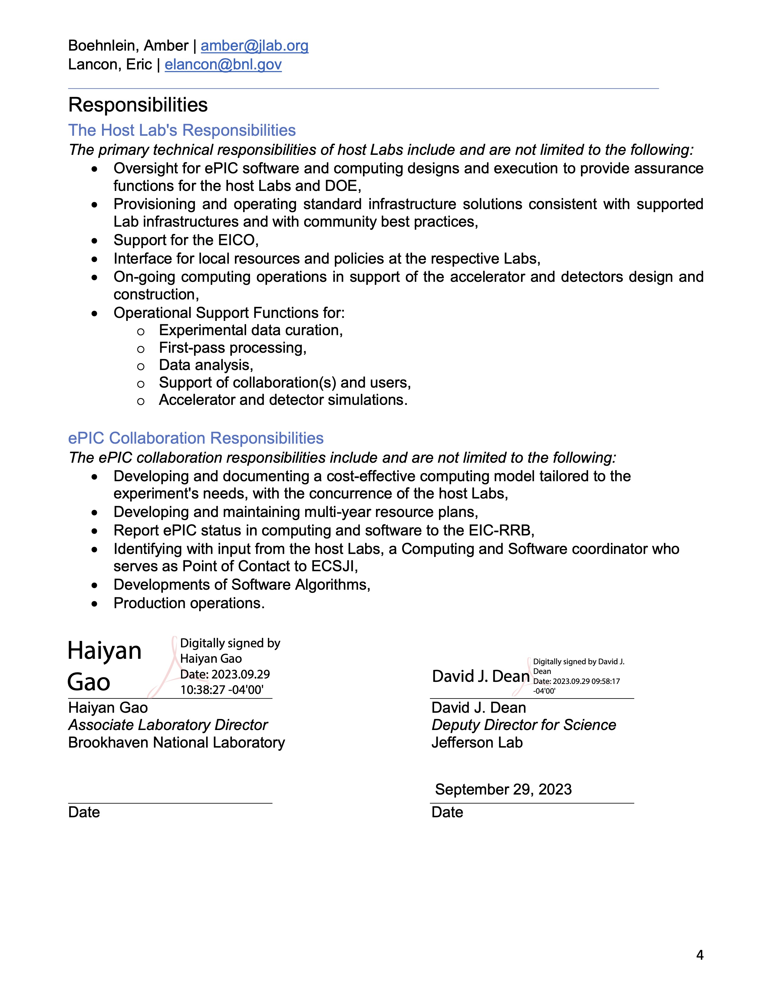 Boehnlein, Amber | amber@jlab.org
Lancon, Eric | elancon@bnl.gov
Responsibilities
The Host Lab's Responsibilities
The primary technical responsibilities of host Labs include and are not limited to the following:
• Oversight for ePIC software and computing designs and execution to provide assurance
functions for the host Labs and DOE,
• Provisioning and operating standard infrastructure solutions consistent with supported
Lab infrastructures and with community best practices,
• Support for the EICO,
• Interface for local resources and policies at the respective Labs,
• On-going computing operations in support of the accelerator and detectors design and
construction,
• Operational Support Functions for:
o Experimental data curation,
o First-pass processing,
o Data analysis,
o Support of collaboration(s) and users,
o Accelerator and detector simulations.
ePIC Collaboration Responsibilities
The ePIC collaboration responsibilities include and are not limited to the following:
• Developing and documenting a cost-effective computing model tailored to the
experiment's needs, with the concurrence of the host Labs,
• Developing and maintaining multi-year resource plans,
• Report ePIC status in computing and software to the EIC-RRB,
• Identifying with input from the host Labs, a Computing and Software coordinator who
serves as Point of Contact to ECSJI,
• Developments of Software Algorithms,
• Production operations.
Haiyan
Gao
Digitally signed by
Haiyan Gao
Date: 2023.09.29
10:38:27 -04'00'
Haiyan Gao
Associate Laboratory Director
Brookhaven National Laboratory
Date
David J. Dean
Digitally signed by David J.
Dean
Date: 2023.09.29 09:58:17
-04'00'
David J. Dean
Deputy Director for Science
Jefferson Lab
September 29, 2023
Date
4